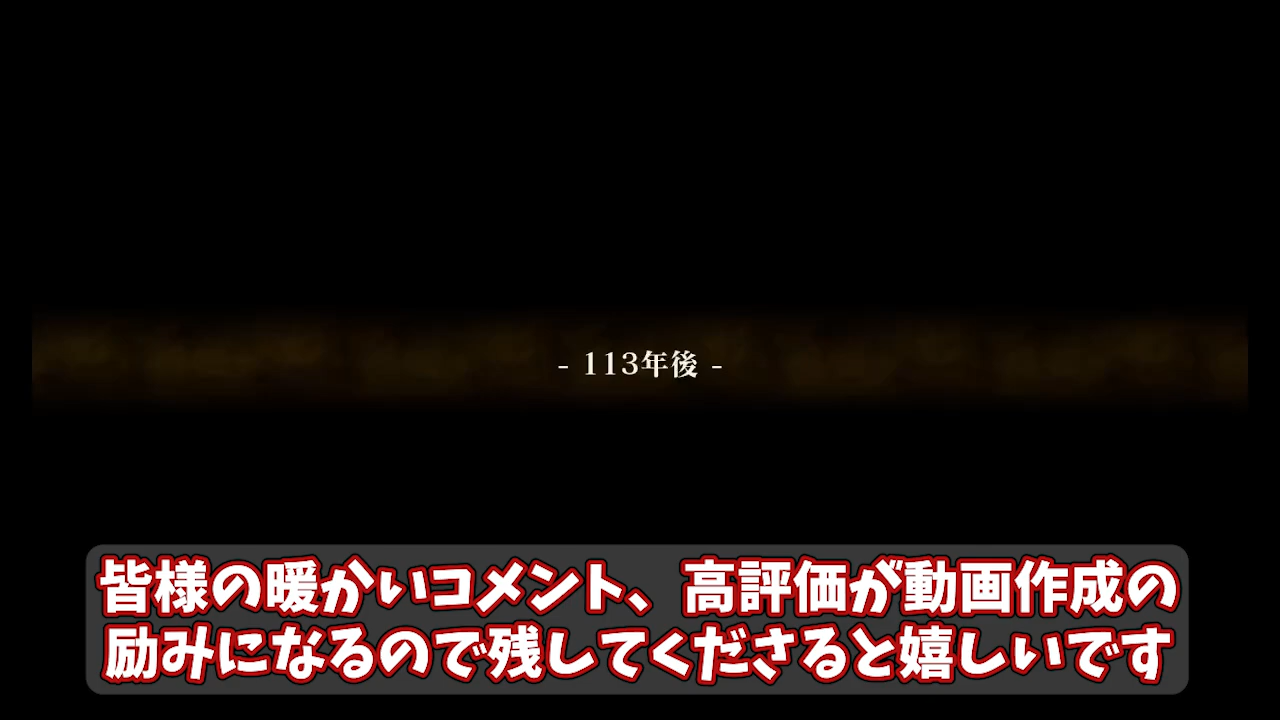 - 113年後 -
皆様の暖かいコメント、高評価が動画作成の
励みになるので残してくださると嬉しいです